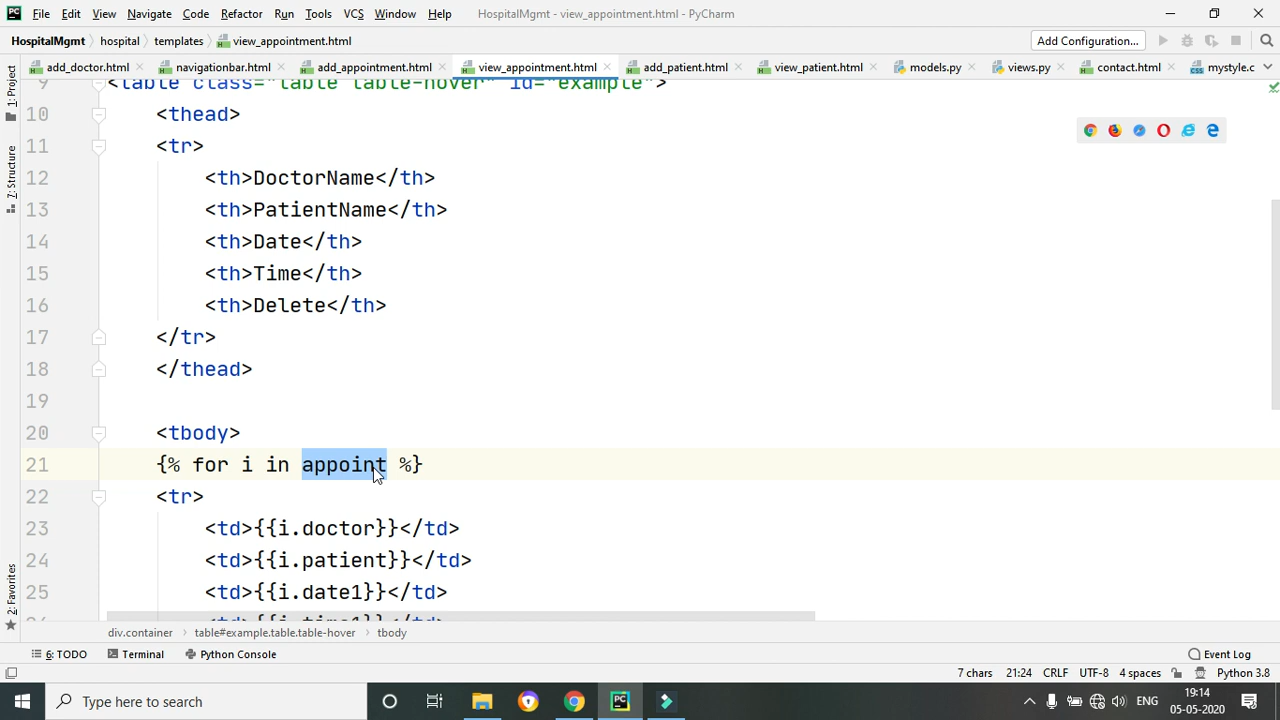 File Edit View Navigate Code Refactor Run Tools VCS Window Help HospitalMgmt - view_appointment.html - PyCharm
HospitalMgmt hospital templates view_appointment.html Add Configuration...
add_doctor.html navigationbar.html add_appointment.html view_appointment.html add_patient.html view_patient.html models.py views.py contact.html mystyle.c
1: Project
7: Structure
2: Favorites
9 <table class="table table-hover" id="example">
10 <thead>
11 <tr>
12 <th>DoctorName</th>
13 <th>PatientName</th>
14 <th>Date</th>
15 <th>Time</th>
16 <th>Delete</th>
17 </tr>
18 </thead>
19
20 <tbody>
21 {% for i in appoint %}
22 <tr>
23 <td>{{i.doctor}}</td>
24 <td>{{i.patient}}</td>
25 <td>{{i.date1}}</td>
26 <td>{{i.time1}}</td>
div.container table#example.table.table-hover tbody
6: TODO Terminal Python Console Event Log
7 chars 21:24 CRLF UTF-8 4 spaces Python 3.8
Type here to search ENG 19:14
05-05-2020